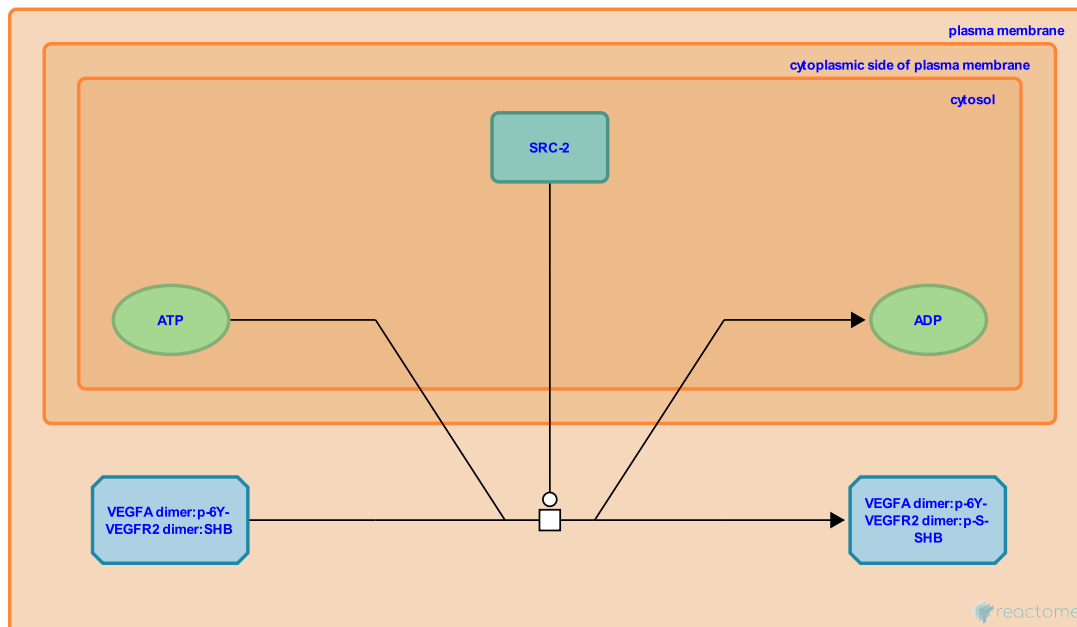 plasma membrane
cytoplasmic side of plasma membrane
cytosol
SRC-2
ATP
ADP
VEGFA dimer:p-6Y-
VEGFR2 dimer:SHB
VEGFA dimer:p-6Y-
VEGFR2 dimer:p-S-
SHB
reactome